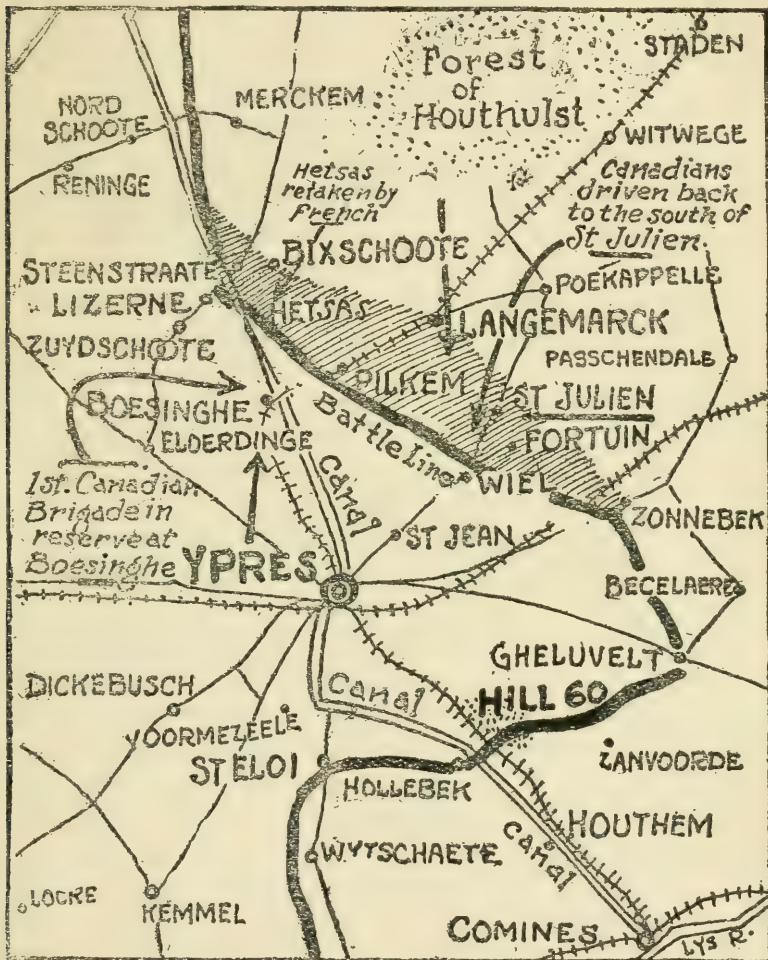 Forest
of
Houthulst
STADEN
NORD
SCHOOTE
MERCKEM
WITWEGE
RENINGE
Hetsas
retaken by
French
Canadians
driven back
to the south of
St Julien.
BIXSCHOOTE
STEENSTRAATE
LIZERNE
HETSAS
POEKAPPELLE
LANGEMARCK
ZUYDSCHOOTE
PASSCHENDALE
PILKEM
BOESINGHE
ST JULIEN
ELOERDINGE
Battle Line
FORTUIN
Canal
WIEL
1st. Canadian
Brigade in
reserve at
Boesinghe
ZONNEBEK
ST JEAN
YPRES
BECELAERE
GHELUVELT
DICKEBUSCH
Canal
HILL 60
VOORMEZEELE
ST ELOI
ZANVOORDE
HOLLEBEK
HOUTHEM
Canal
WYTSCHAETE
LOCRE
KEMMEL
COMINES
LYS R.